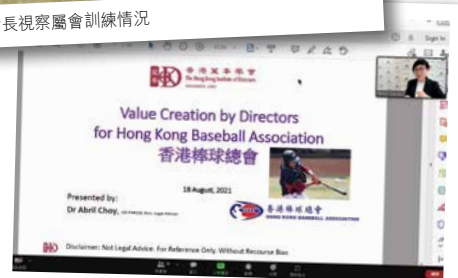 長視察屬會訓練情況
Sign In
香港董事學會
The Hong Kong Institute of Directors
Value Creation by Directors
for Hong Kong Baseball Association
香港棒球總會
18 August, 2021
Presented by:
Dr Abril Choy,
香港棒球總會
HONG KONG BASEBALL ASSOCIATION
Disclaimer: Not Legal Advice. For Reference Only. Without Recourse Basis